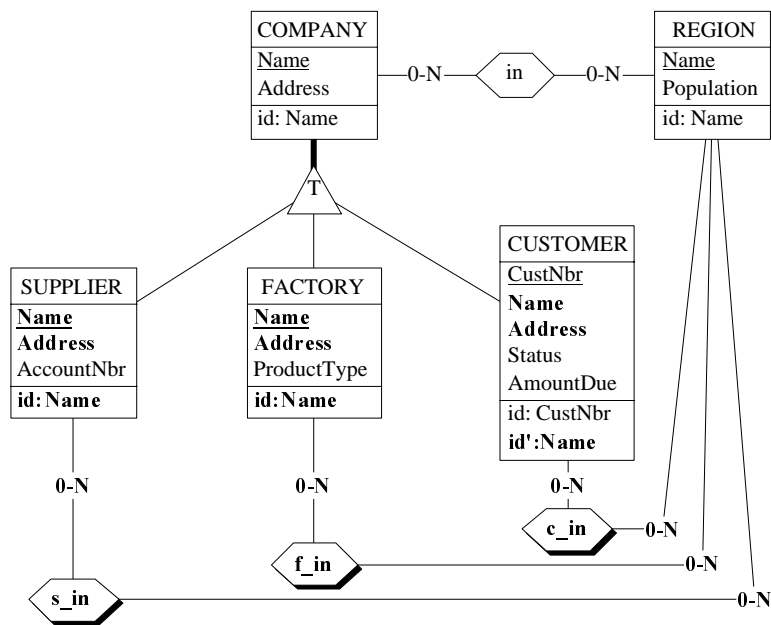 COMPANY
Name
Address
id: Name
0-N
in
0-N
REGION
Name
Population
id: Name
T
SUPPLIER
Name
Address
AccountNbr
id: Name
FACTORY
Name
Address
ProductType
id: Name
CUSTOMER
CustNbr
Name
Address
Status
AmountDue
id: CustNbr
id': Name
0-N
0-N
0-N
c_in
0-N
f_in
0-N
s_in
0-N